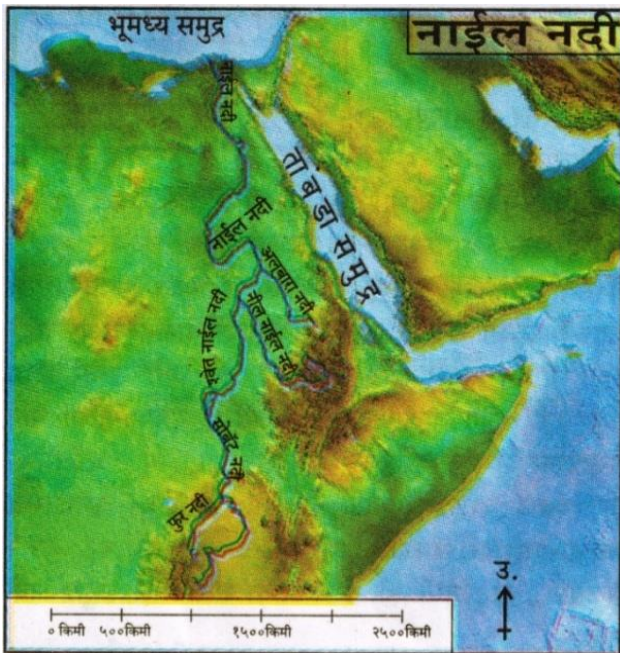 भूमध्य समुद्र
नाईल नदी
नाईल नदी
तांबडा समुद्र
नाईल नदी
अत्बारा नदी
श्वेत नाईल नदी
नील नाईल नदी
सोबॅट नदी
फुर नदी
उ.
० किमी ५०० किमी १५०० किमी २५०० किमी